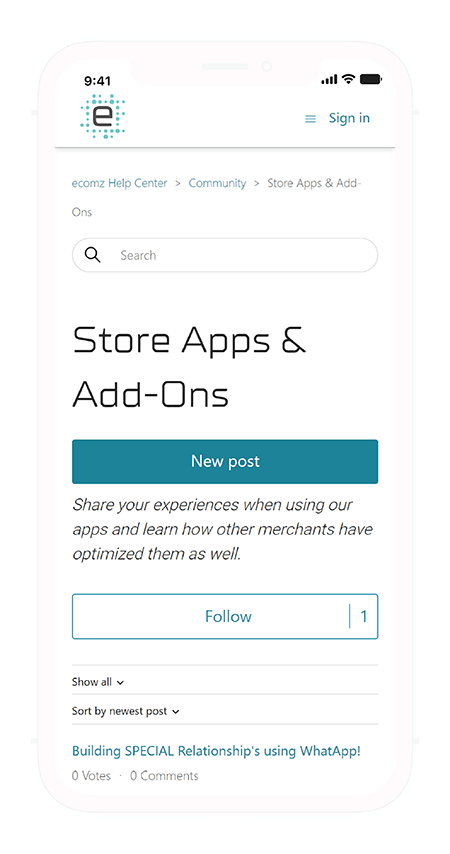 9:41
e
Sign in
ecomz Help Center > Community > Store Apps & Add-
Ons
Search
Store Apps &
Add-Ons
New post
Share your experiences when using our
apps and learn how other merchants have
optimized them as well.
Follow 1
Show all
Sort by newest post
Building SPECIAL Relationship's using WhatApp!
0 Votes · 0 Comments